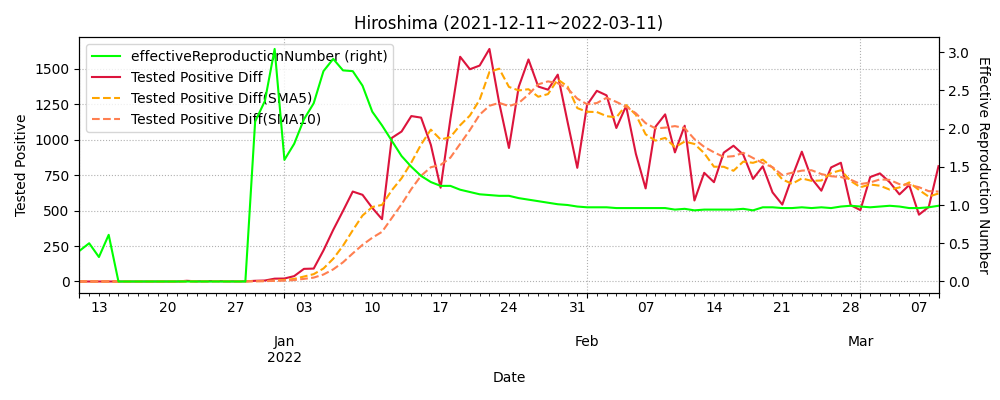 Hiroshima (2021-12-11~2022-03-11)
effectiveReproductionNumber (right)
Tested Positive Diff
Tested Positive Diff(SMA5)
Tested Positive Diff(SMA10)
Tested Positive
1500
1250
1000
750
500
250
0
3.0
2.5
2.0
1.5
1.0
0.5
0.0
Effective Reproduction Number
13 20 27 03 10 17 24 31 07 14 21 28 07
Jan Feb Mar
2022
Date